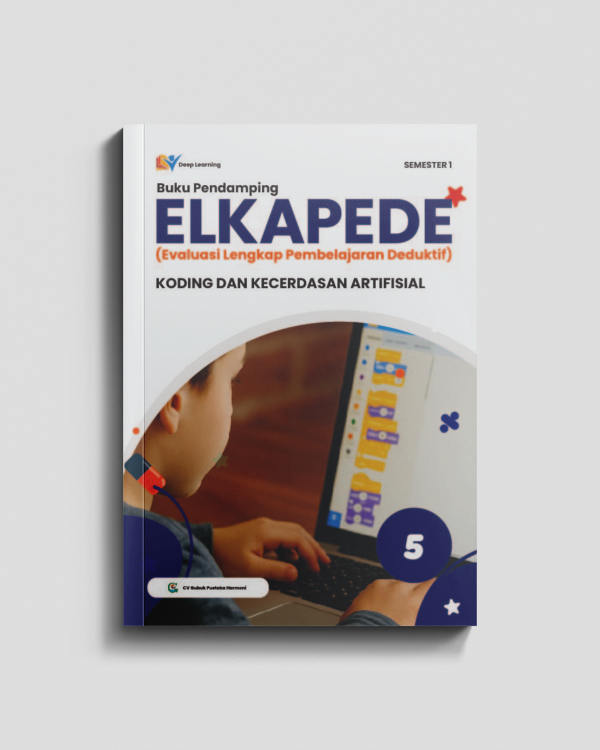 Deep Learning
SEMESTER 1
Buku Pendamping
ELKAPEDE
(Evaluasi Lengkap Pembelajaran Deduktif)
KODING DAN KECERDASAN ARTIFISIAL
5
CV Bubuk Pustaka Harmoni